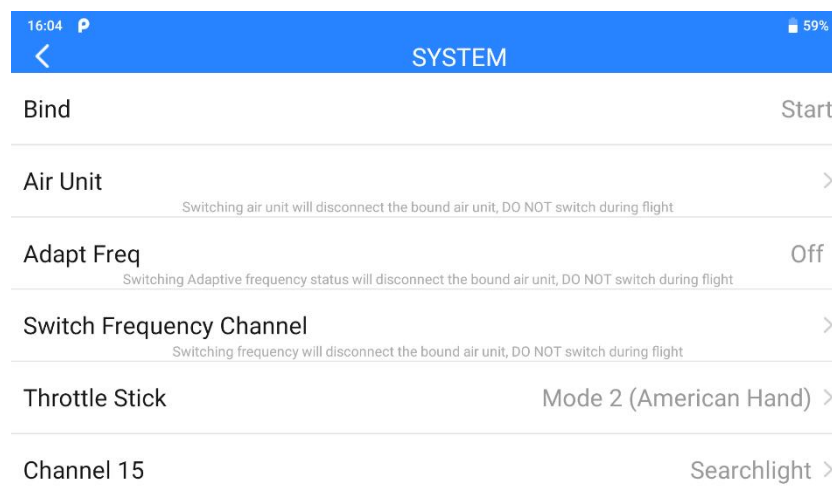 16:04 59%
SYSTEM
Bind Start
Air Unit
Switching air unit will disconnect the bound air unit, DO NOT switch during flight
Adapt Freq Off
Switching Adaptive frequency status will disconnect the bound air unit, DO NOT switch during flight
Switch Frequency Channel
Switching frequency will disconnect the bound air unit, DO NOT switch during flight
Throttle Stick Mode 2 (American Hand)
Channel 15 Searchlight